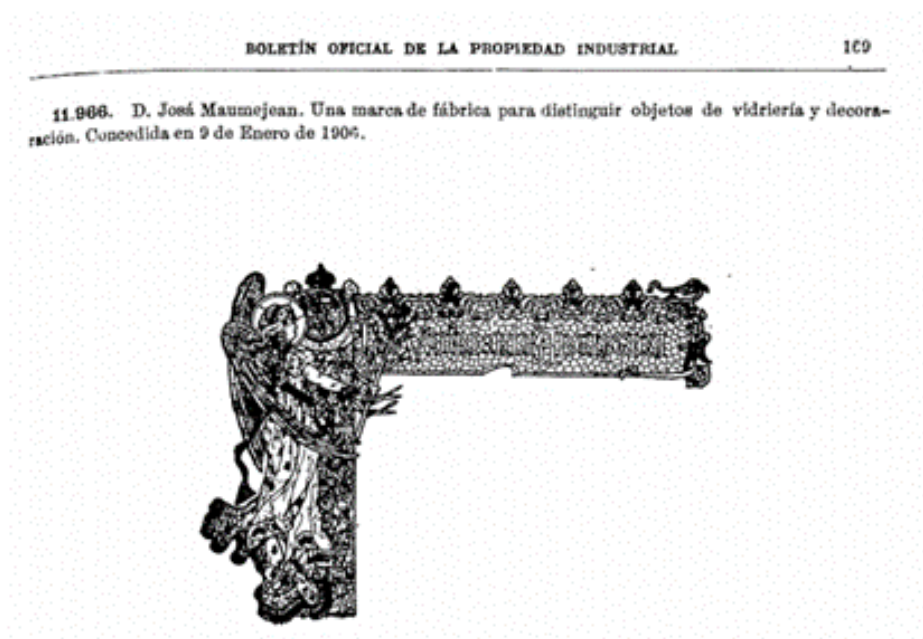 BOLETÍN OFICIAL DE LA PROPIEDAD INDUSTRIAL 169
11.966. D. José Maumejean. Una marca de fábrica para distinguir objetos de vidriería y decora-
ración. Concedida en 9 de Enero de 1906.